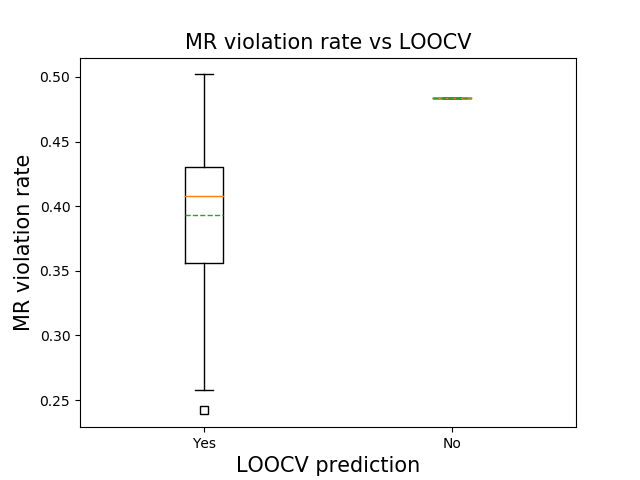 MR violation rate vs LOOCV
0.50
0.45
0.40
0.35
0.30
0.25
MR violation rate
Yes
No
LOOCV prediction